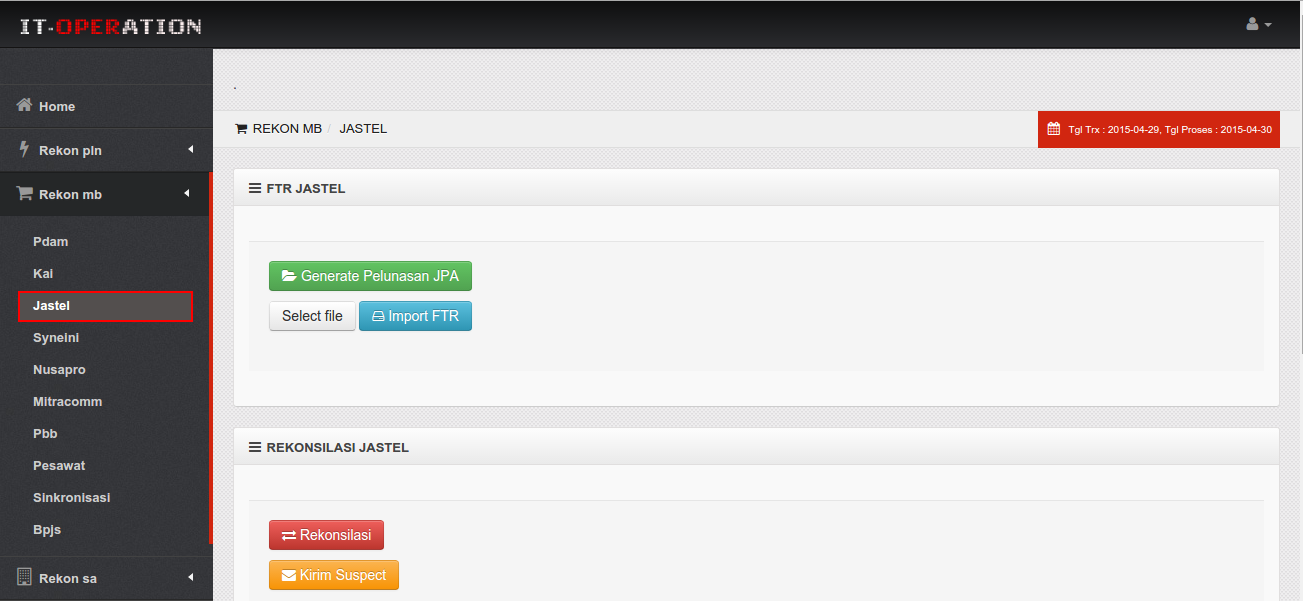 IT-OPERATION
Home
Rekon pln
Rekon mb
Pdam
Kai
Jastel
Syneini
Nusapro
Mitracomm
Pbb
Pesawat
Sinkronisasi
Bpjs
Rekon sa
.
REKON MB / JASTEL
Tgl Trx : 2015-04-29, Tgl Proses : 2015-04-30
FTR JASTEL
Generate Pelunasan JPA
Select file Import FTR
REKONSILASI JASTEL
Rekonsilasi
Kirim Suspect